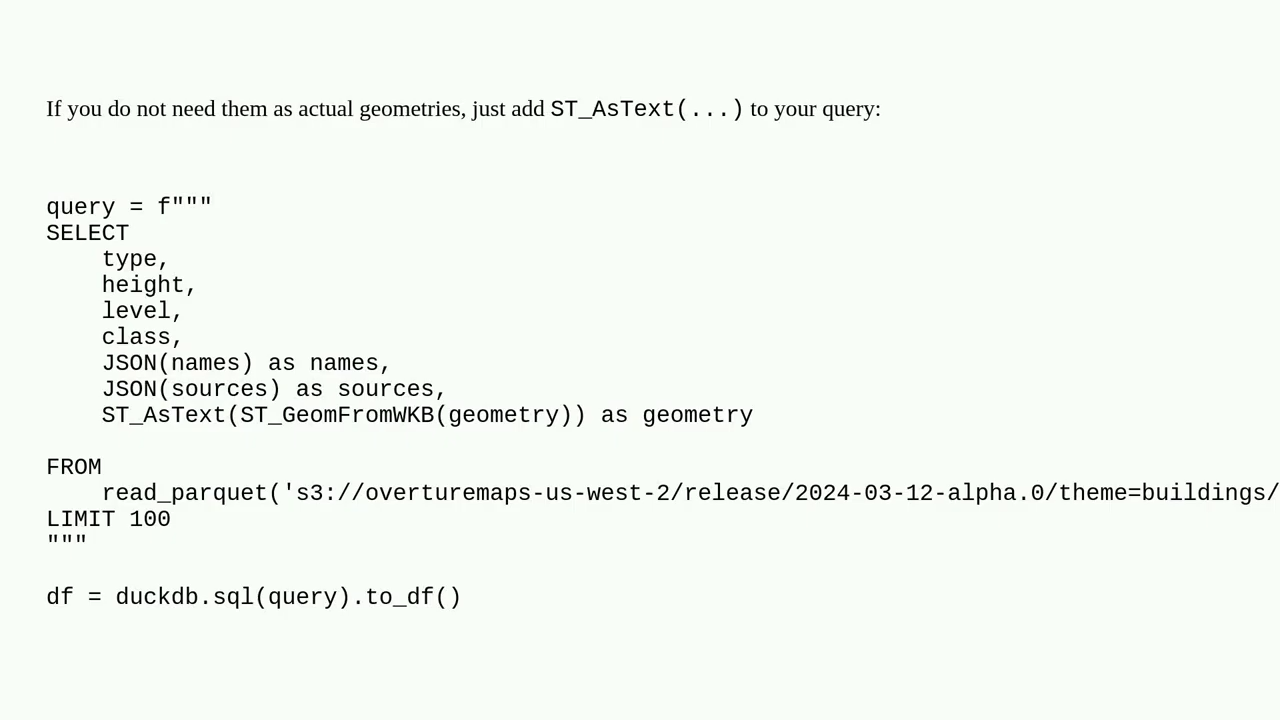 If you do not need them as actual geometries, just add ST_AsText(...) to your query:
query = f"""
SELECT
    type,
    height,
    level,
    class,
    JSON(names) as names,
    JSON(sources) as sources,
    ST_AsText(ST_GeomFromWKB(geometry)) as geometry
FROM
    read_parquet('s3://overturemaps-us-west-2/release/2024-03-12-alpha.0/theme=buildings/
LIMIT 100
"""
df = duckdb.sql(query).to_df()